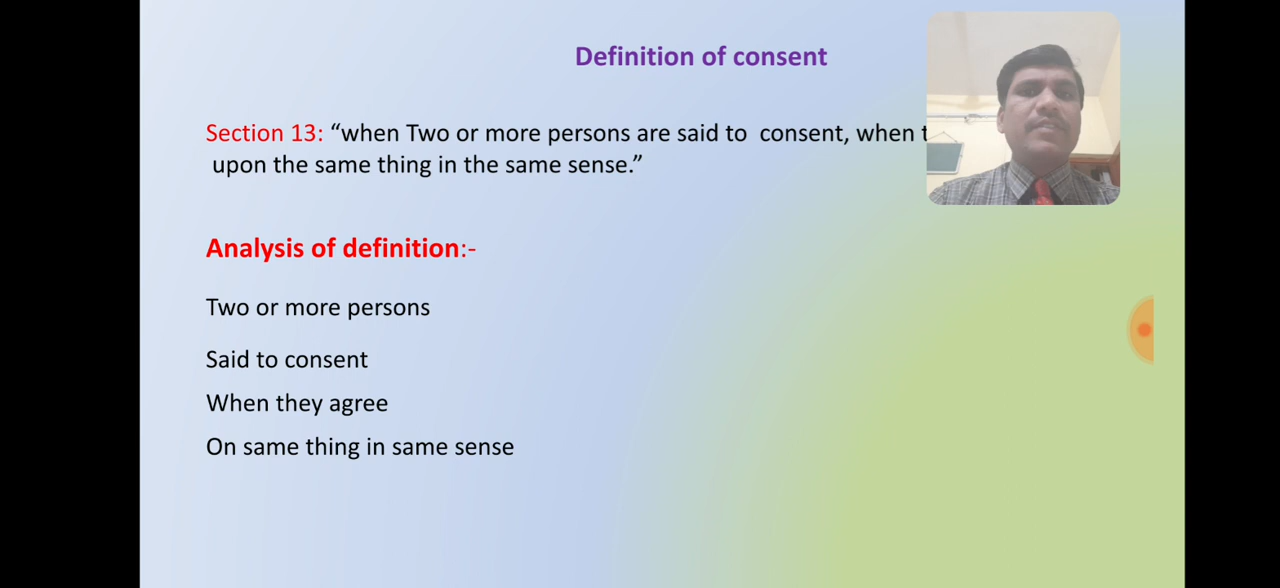 Definition of consent
Section 13: “when Two or more persons are said to consent, when
upon the same thing in the same sense.”
Analysis of definition:-
Two or more persons
Said to consent
When they agree
On same thing in same sense